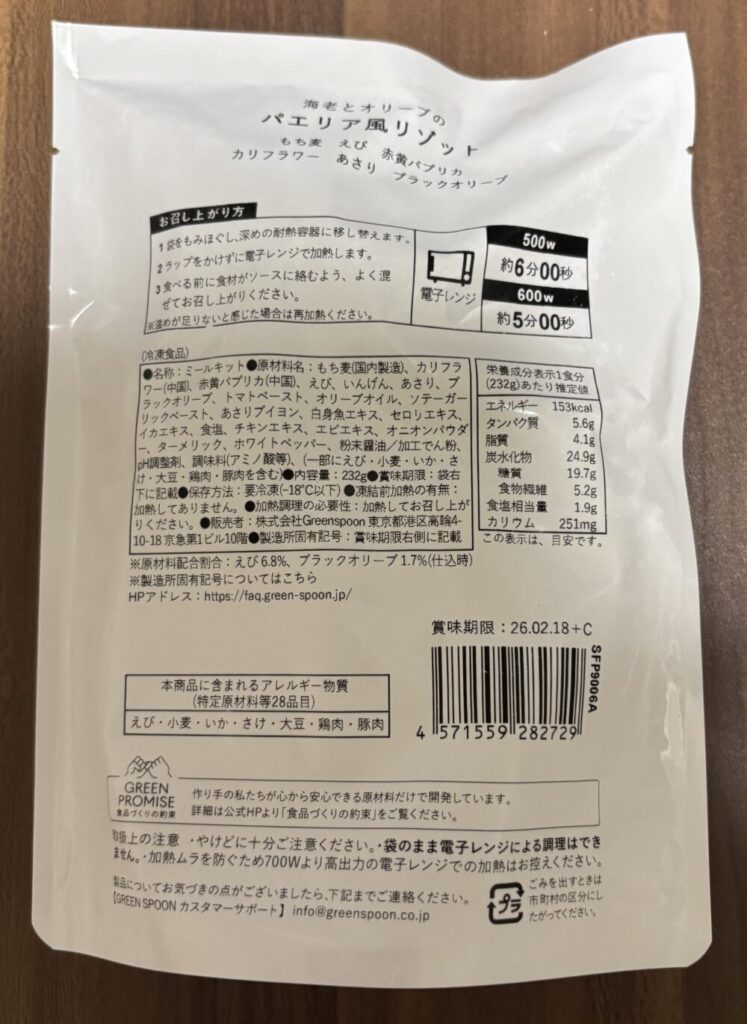 海老とオリーブの
パエリア風リゾット
もち麦 えび 赤黄パプリカ
カリフラワー あさり ブラックオリーブ
お召し上がり方
1 袋をもみほぐし、深めの耐熱容器に移し替えます。
2 ラップをかけずに電子レンジで加熱します。
3 食べる前に食材がソースに絡むよう、よく混
ぜてお召し上がりください。
※温めが足りないと感じた場合は再加熱ください。
電子レンジ
500w
約6分00秒
600w
約5分00秒
(冷凍食品)
●名称:ミールキット●原材料名:もち麦(国内製造)、カリフラ
ワー(中国)、赤黄パプリカ(中国)、えび、いんげん、あさり、ブ
ラックオリーブ、トマトペースト、オリーブオイル、ソテーガー
リックペースト、あさりブイヨン、白身魚エキス、セロリエキス、
イカエキス、食塩、チキンエキス、エビエキス、オニオンパウダ
ー、ターメリック、ホワイトペッパー、粉末醤油/加工でん粉、
pH調整剤、調味料(アミノ酸等)、(一部にえび・小麦・いか・さ
け・大豆・鶏肉・豚肉を含む)●内容量:232g●賞味期限:袋右
下に記載●保存方法:要冷凍(-18°C以下)●凍結前加熱の有無:
加熱してありません。●加熱調理の必要性:加熱してお召し上が
りください。●販売者:株式会社Greenspoon 東京都港区高輪4-
10-18 京急第1ビル10階●製造所固有記号:賞味期限右側に記載
栄養成分表示1食分
(232g)あたり推定値
エネルギー 153kcal
タンパク質 5.6g
脂質 4.1g
炭水化物 24.9g
糖質 19.7g
食物繊維 5.2g
食塩相当量 1.9g
カリウム 251mg
この表示は、目安です。
※原材料配合割合:えび6.8%、ブラックオリーブ1.7%(仕込時)
※製造所固有記号についてはこちら
HPアドレス:https://faq.green-spoon.jp/
賞味期限:26.02.18+C
SFP9006A
4 571559 282729
本商品に含まれるアレルギー物質
(特定原材料等28品目)
えび・小麦・いか・さけ・大豆・鶏肉・豚肉
GREEN
PROMISE
食品づくりの約束
作り手の私たちが心から安心できる原材料だけで開発しています。
詳細は公式HPより「食品づくりの約束」をご覧ください。
取扱上の注意 ・やけどに十分ご注意ください。・袋のまま電子レンジによる調理はでき
ません。・加熱ムラを防ぐため700Wより高出力の電子レンジでの加熱はお控えください。
製品についてお気づきの点がございましたら、下記までご連絡ください。
【GREEN SPOON カスタマーサポート】 info@greenspoon.co.jp
プラ
ごみを出すときは
市町村の区分にし
たがってください。